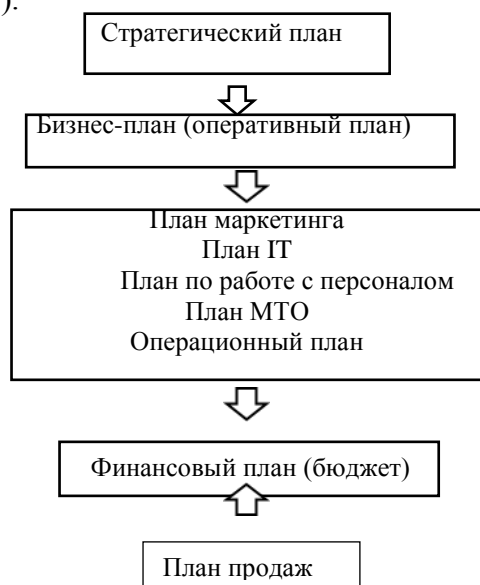 ).
Стратегический план
Бизнес-план (оперативный план)
План маркетинга
План IT
План по работе с персоналом
План МТО
Операционный план
Финансовый план (бюджет)
План продаж